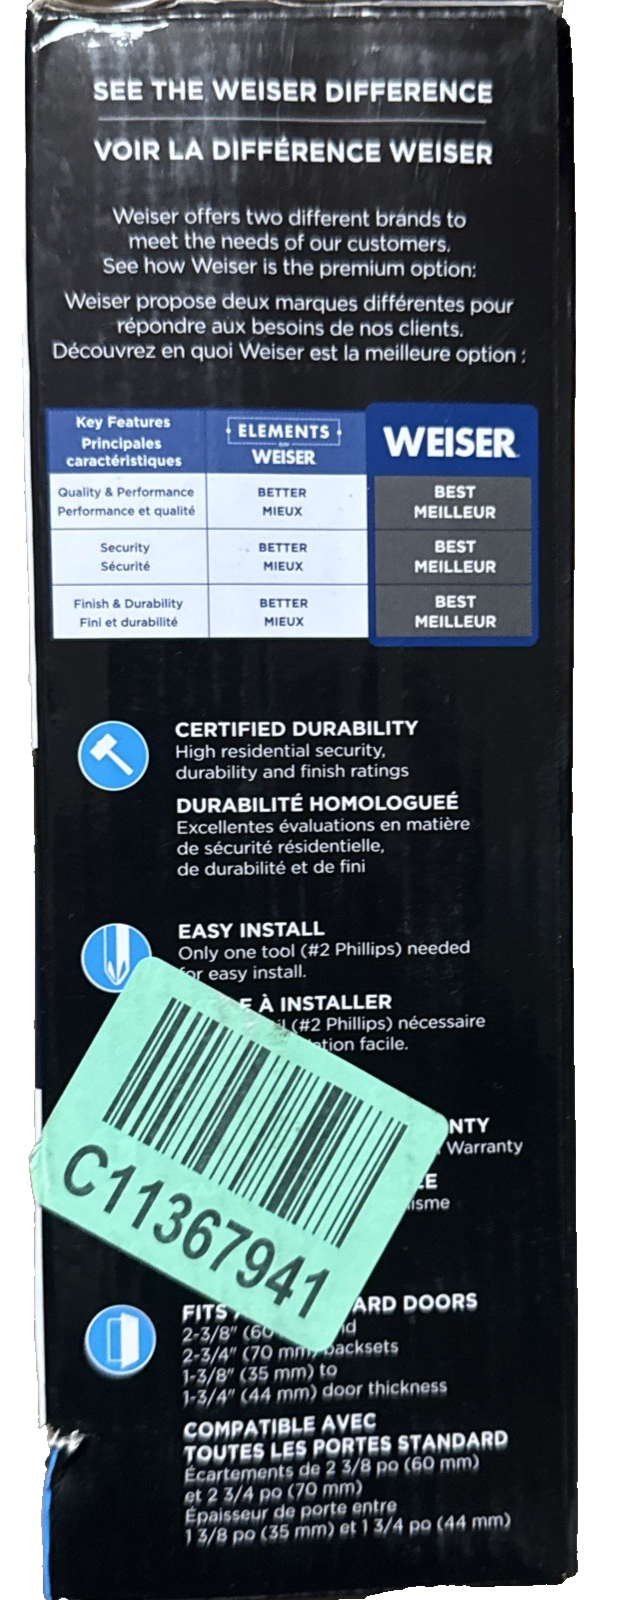 SEE THE WEISER DIFFERENCE
VOIR LA DIFFÉRENCE WEISER
Weiser offers two different brands to
meet the needs of our customers.
See how Weiser is the premium option:
Weiser propose deux marques différentes pour
répondre aux besoins de nos clients.
Découvrez en quoi Weiser est la meilleure option :
Key Features
Principales
caractéristiques
ELEMENTS
WEISER
WEISER
Quality & Performance
Performance et qualité
BETTER
MIEUX
BEST
MEILLEUR
Security
Sécurité
BETTER
MIEUX
BEST
MEILLEUR
Finish & Durability
Fini et durabilité
BETTER
MIEUX
BEST
MEILLEUR
CERTIFIED DURABILITY
High residential security,
durability and finish ratings
DURABILITÉ HOMOLOGUEÉ
Excellentes évaluations en matière
de sécurité résidentielle,
de durabilité et de fini
EASY INSTALL
Only one tool (#2 Phillips) needed
for easy install.
À INSTALLER
(#2 Phillips) nécessaire
facile.
Warranty
C11367941
FITS DOORS
2-3/8" (60
2-3/4" (70 mm) backsets
1-3/8" (35 mm) to
1-3/4" (44 mm) door thickness
COMPATIBLE AVEC
TOUTES LES PORTES STANDARD
Écartements de 2 3/8 po (60 mm)
et 2 3/4 po (70 mm)
Épaisseur de porte entre
1 3/8 po (35 mm) et 1 3/4 po (44 mm)